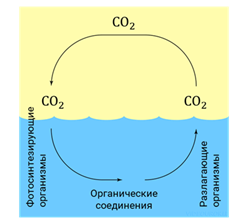 CO₂
CO₂
CO₂
Фотосинтезирующие
организмы
Органические
соединения
Разлагающие
организмы